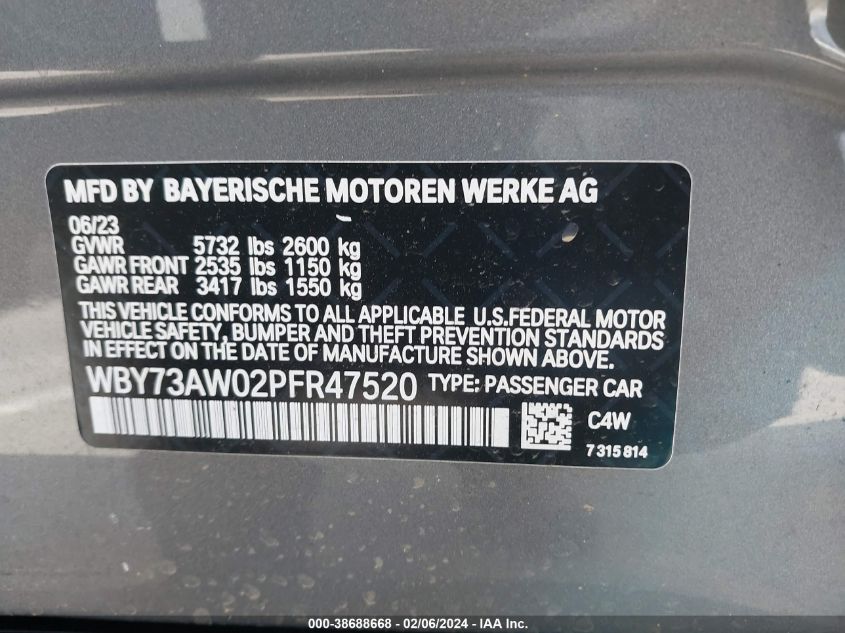 MFD BY BAYERISCHE MOTOREN WERKE AG
06/23
GVWR 5732 lbs 2600 kg
GAWR FRONT 2535 lbs 1150 kg
GAWR REAR 3417 lbs 1550 kg
THIS VEHICLE CONFORMS TO ALL APPLICABLE U.S.FEDERAL MOTOR
VEHICLE SAFETY, BUMPER AND THEFT PREVENTION STANDARDS
IN EFFECT ON THE DATE OF MANUFACTURE SHOWN ABOVE.
WBY73AW02PFR47520 TYPE: PASSENGER CAR
C4W
7 315 814
000-38688668 - 02/06/2024 - IAA Inc.